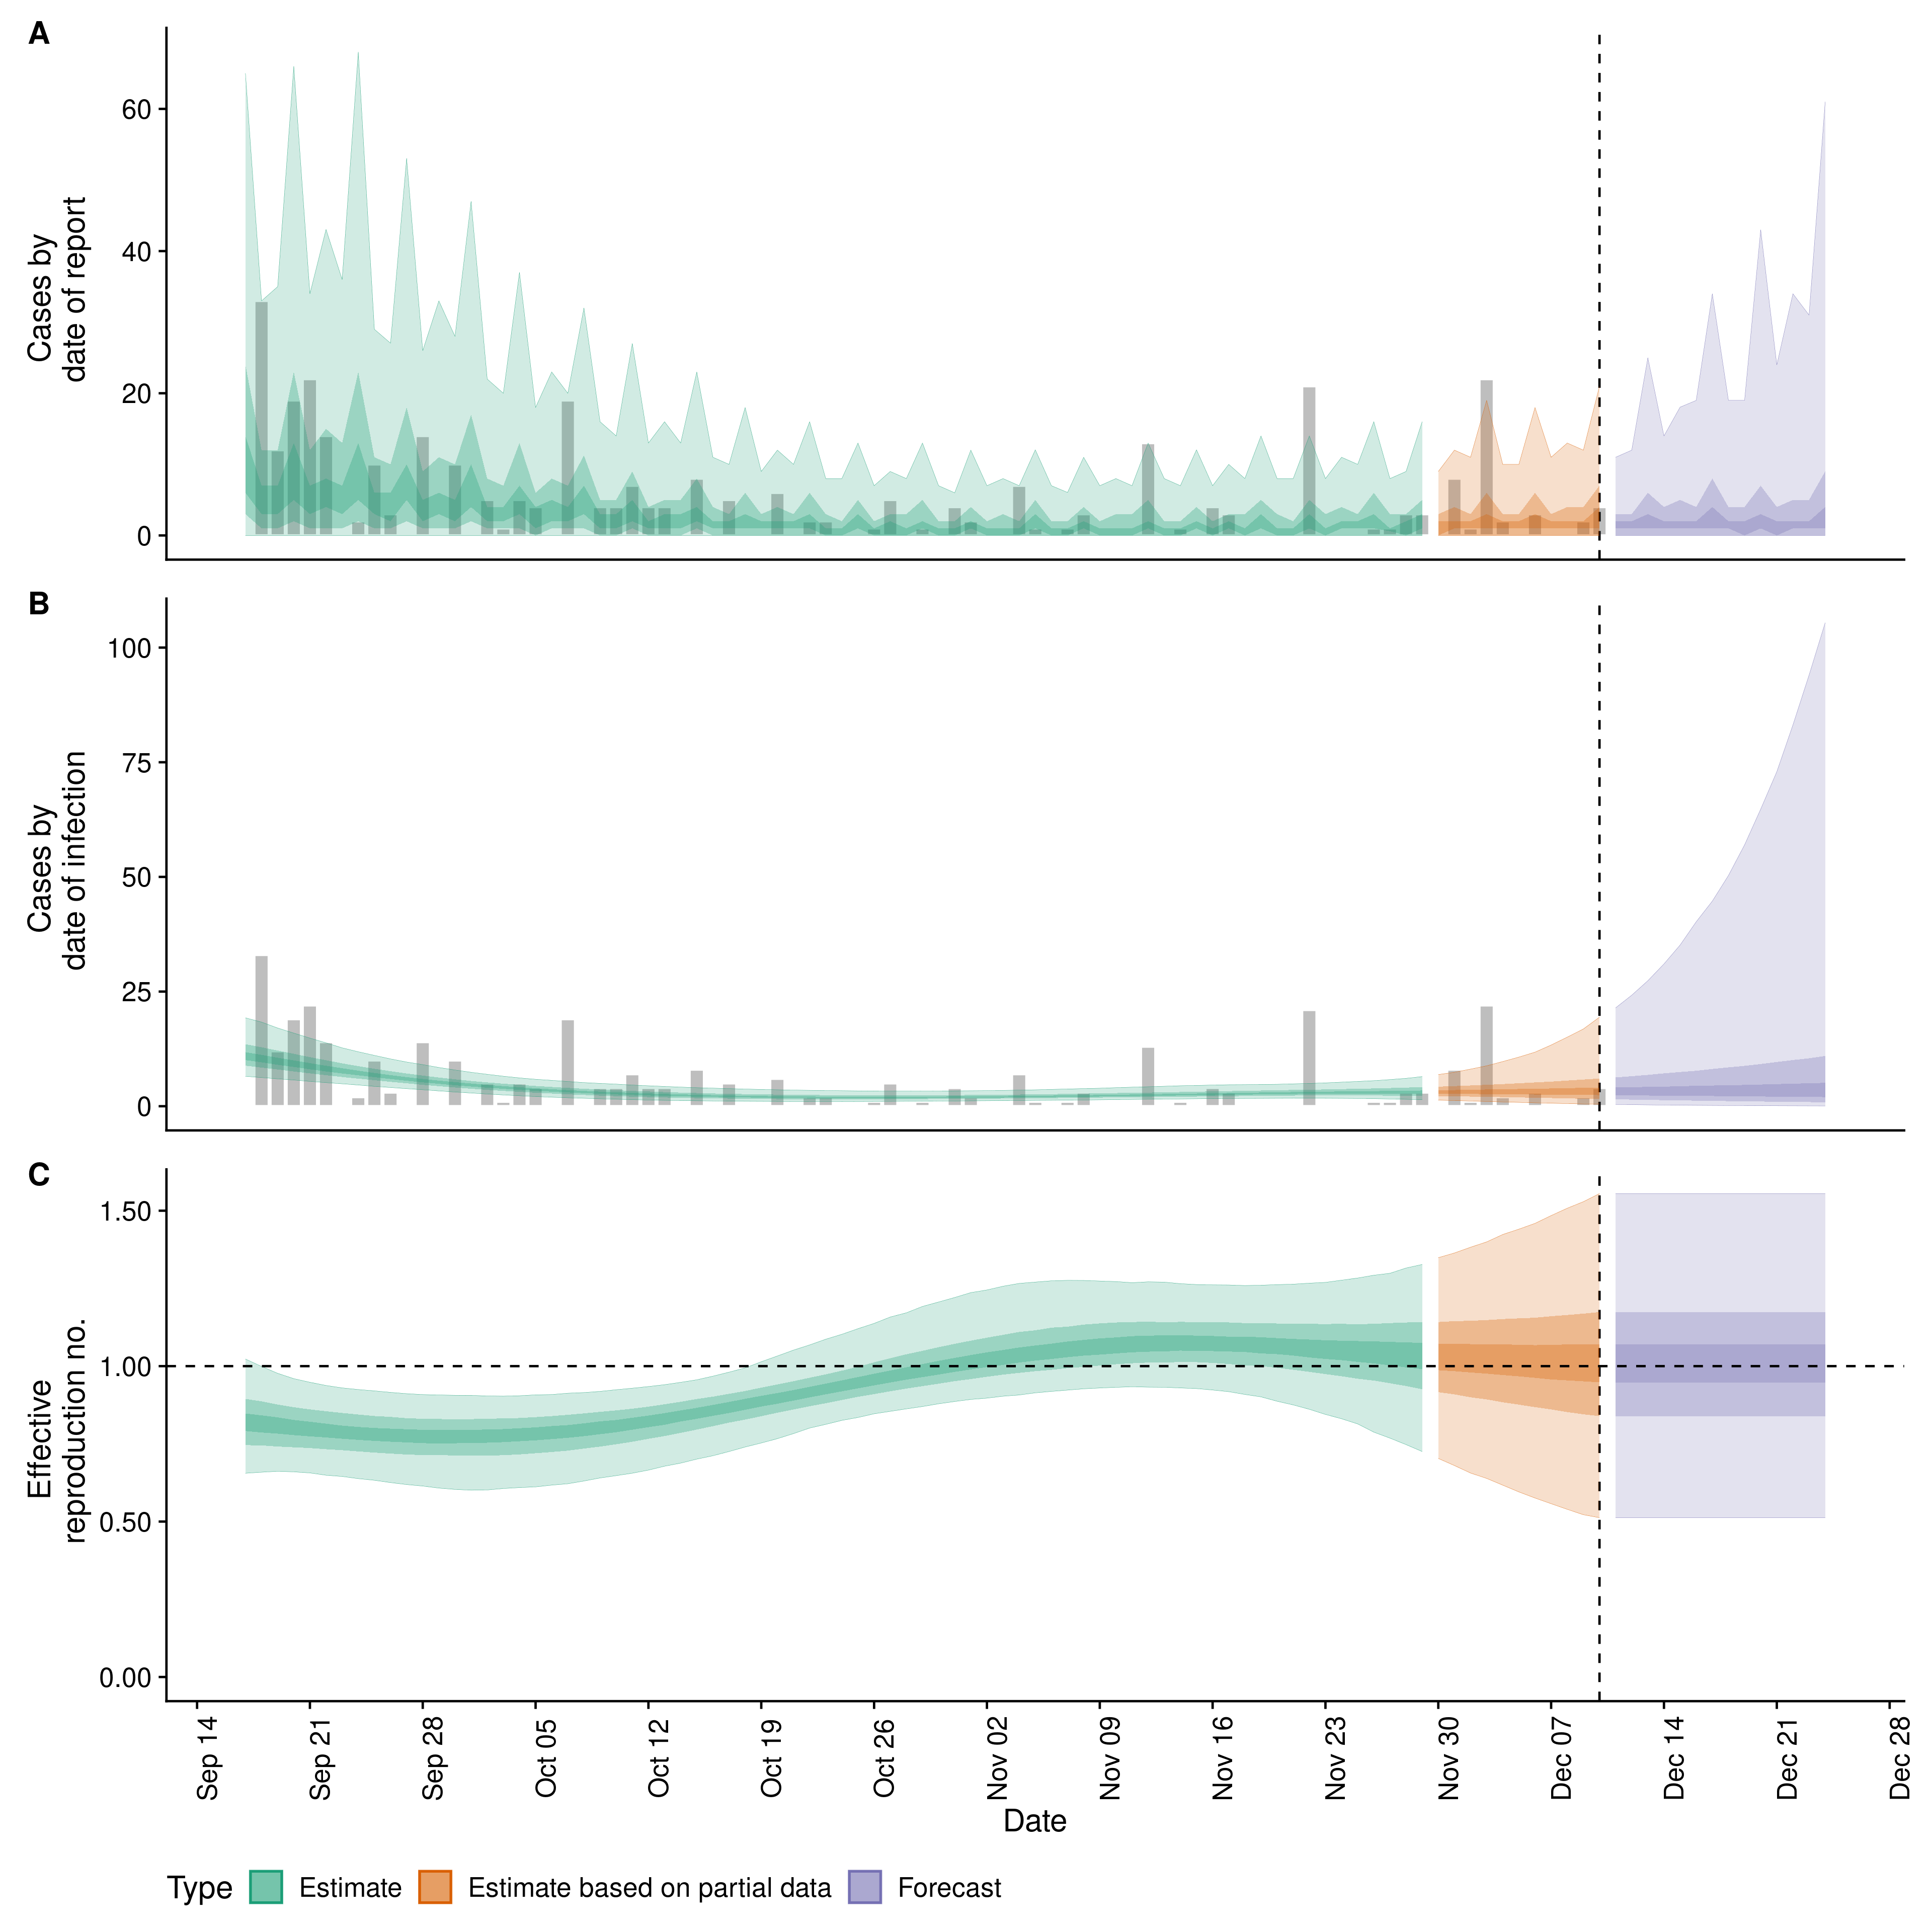 A
Cases by
date of report
60
40
20
0
B
Cases by
date of infection
100
75
50
25
0
C
Effective
reproduction no.
1.50
1.00
0.50
0.00
Sep 14
Sep 21
Sep 28
Oct 05
Oct 12
Oct 19
Oct 26
Nov 02
Nov 09
Nov 16
Nov 23
Nov 30
Dec 07
Dec 14
Dec 21
Dec 28
Date
Type Estimate Estimate based on partial data Forecast